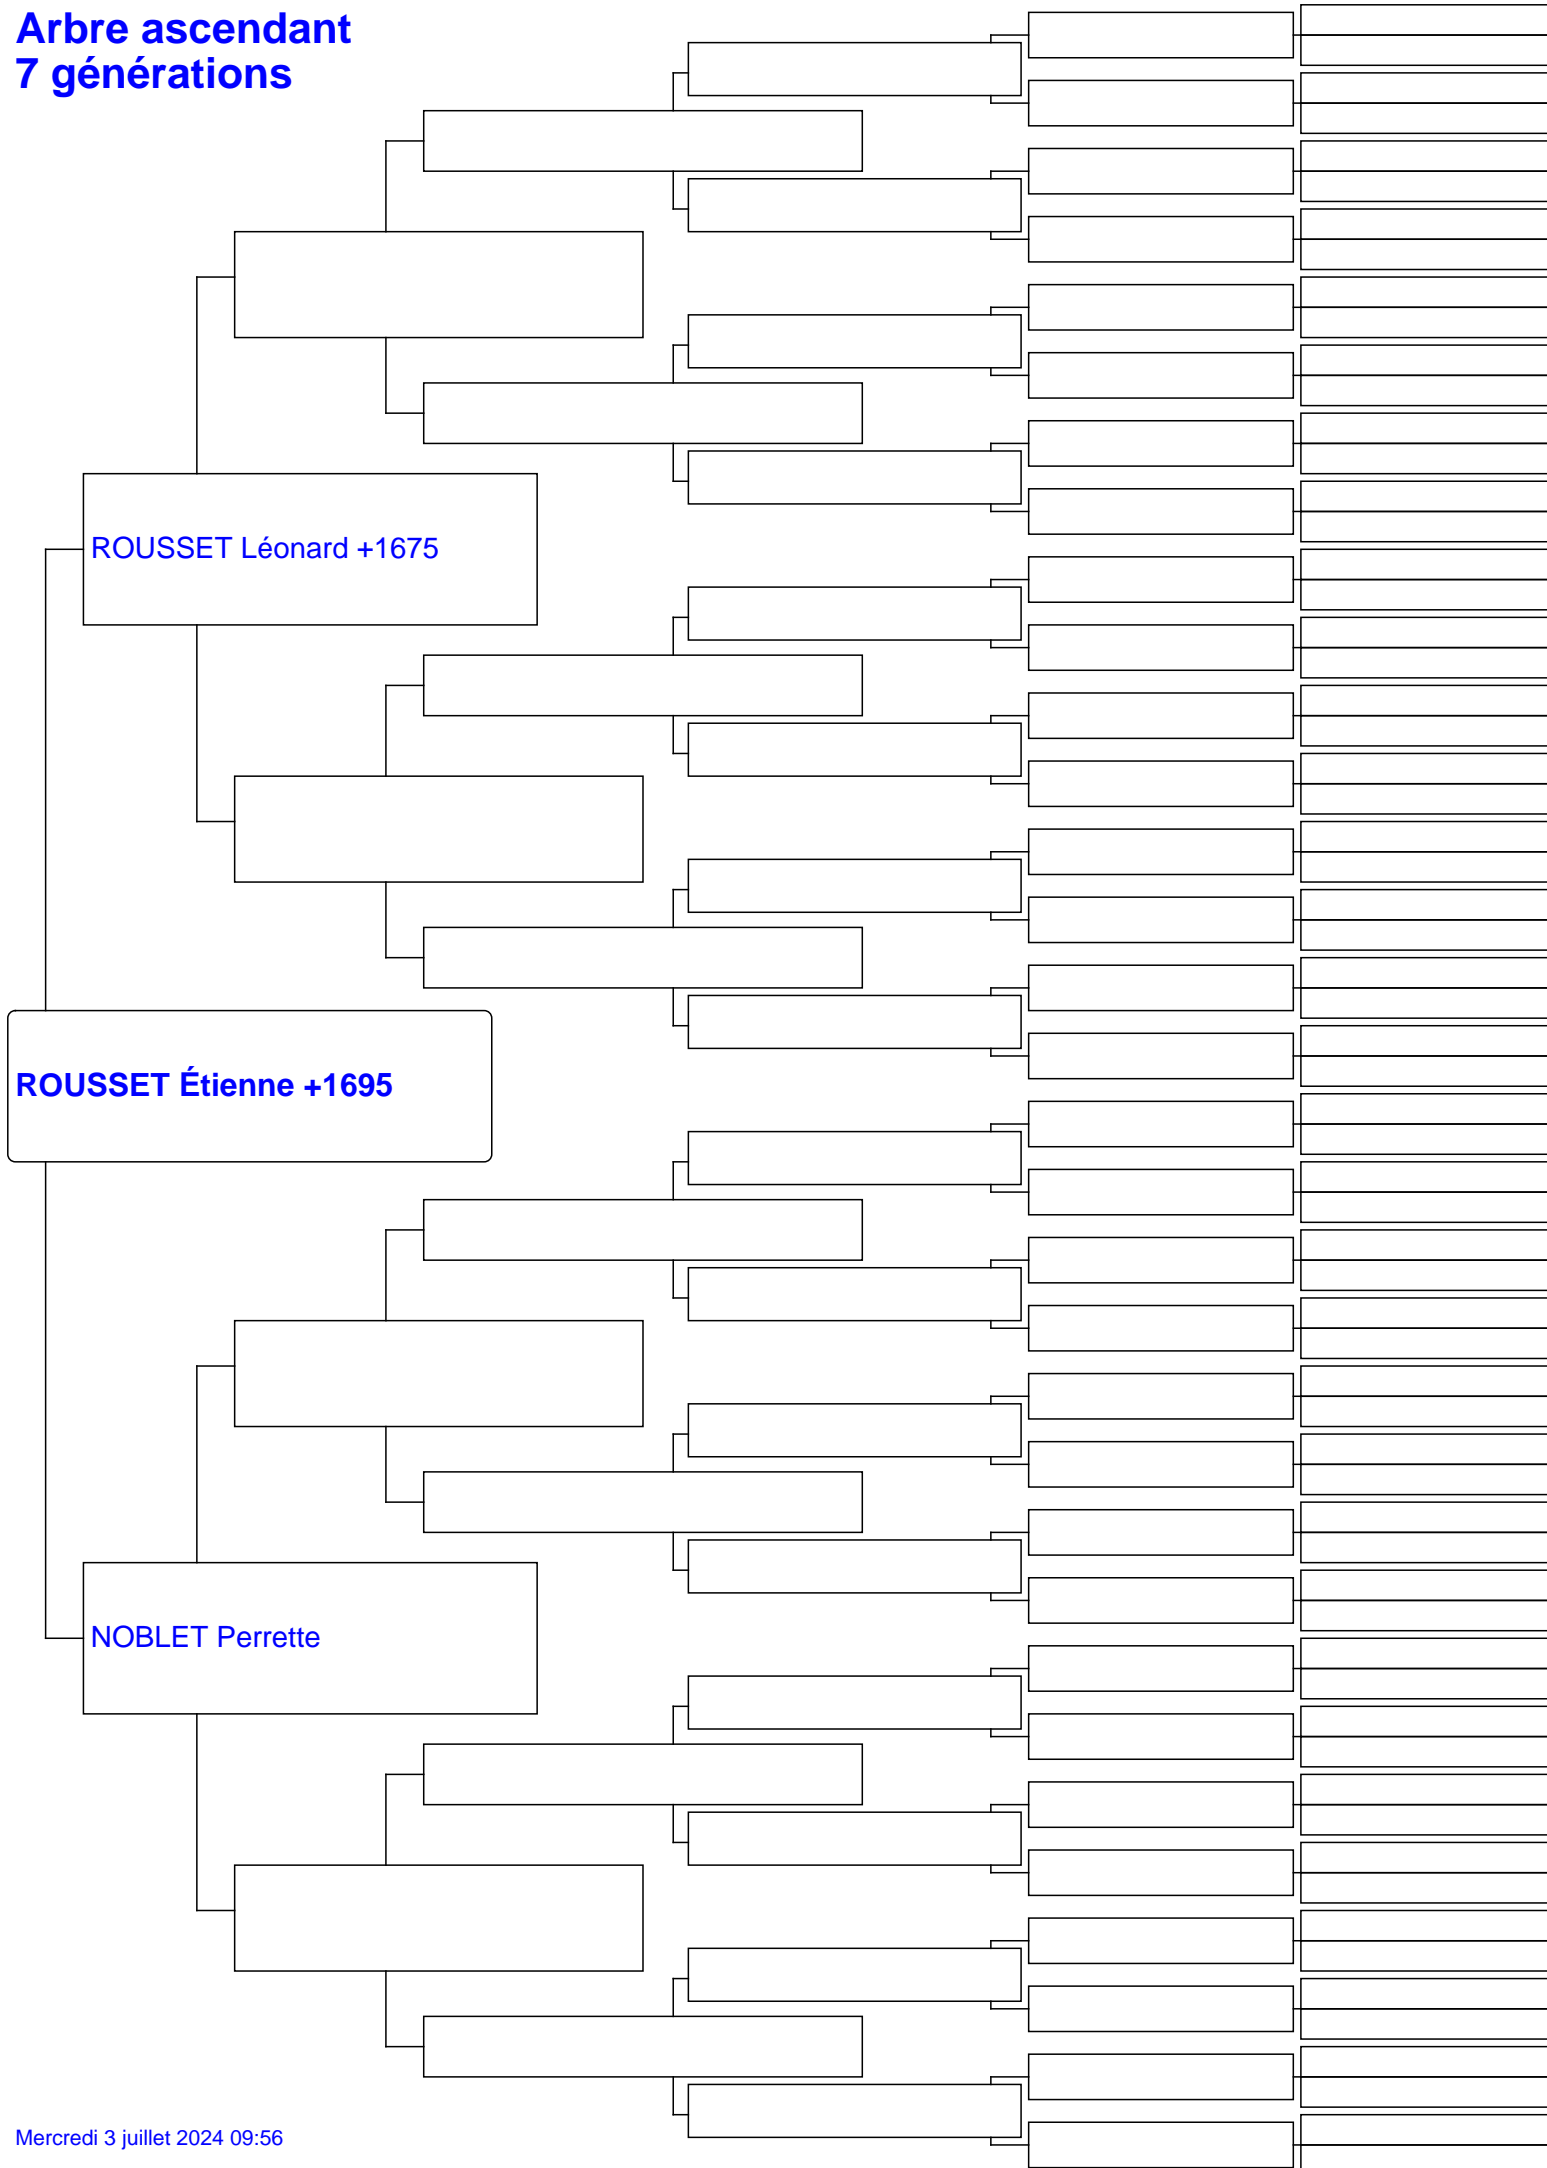 Arbre ascendant
7 générations
ROUSSET Léonard +1675
ROUSSET Étienne +1695
NOBLET Perrette
Mercredi 3 juillet 2024 09:56